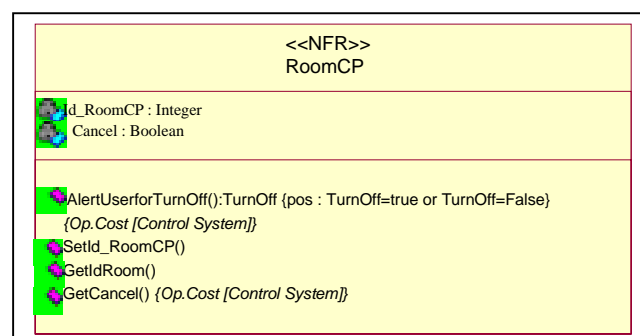 <<NFR>>
RoomCP
Id_RoomCP : Integer
Cancel : Boolean
AlertUserforTurnOff():TurnOff {pos : TurnOff=true or TurnOff=False}
{Op.Cost [Control System]}
SetId_RoomCP()
GetIdRoom()
GetCancel() {Op.Cost [Control System]}